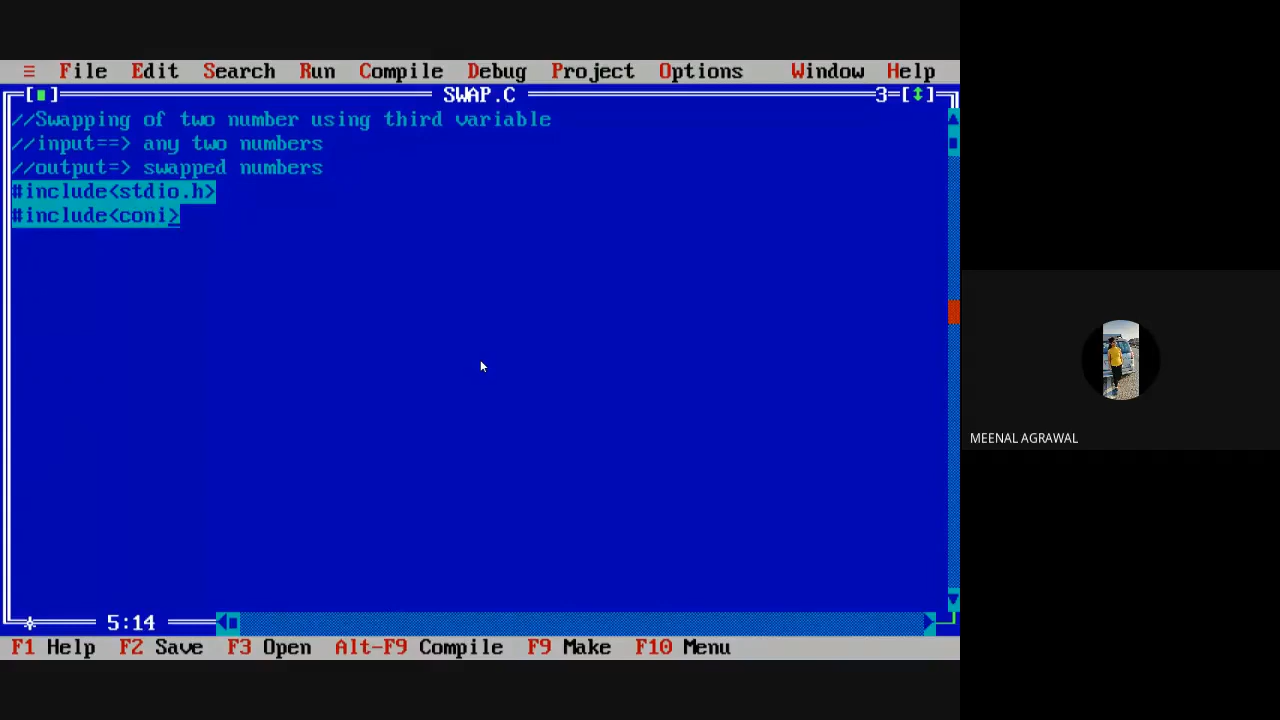 ≡ File Edit Search Run Compile Debug Project Options Window Help
[■] SWAP.C 3=[↕]
//Swapping of two number using third variable
//input==> any two numbers
//output=> swapped numbers
#include<stdio.h>
#include<coni>
MEENAL AGRAWAL
* 5:14
F1 Help F2 Save F3 Open Alt-F9 Compile F9 Make F10 Menu